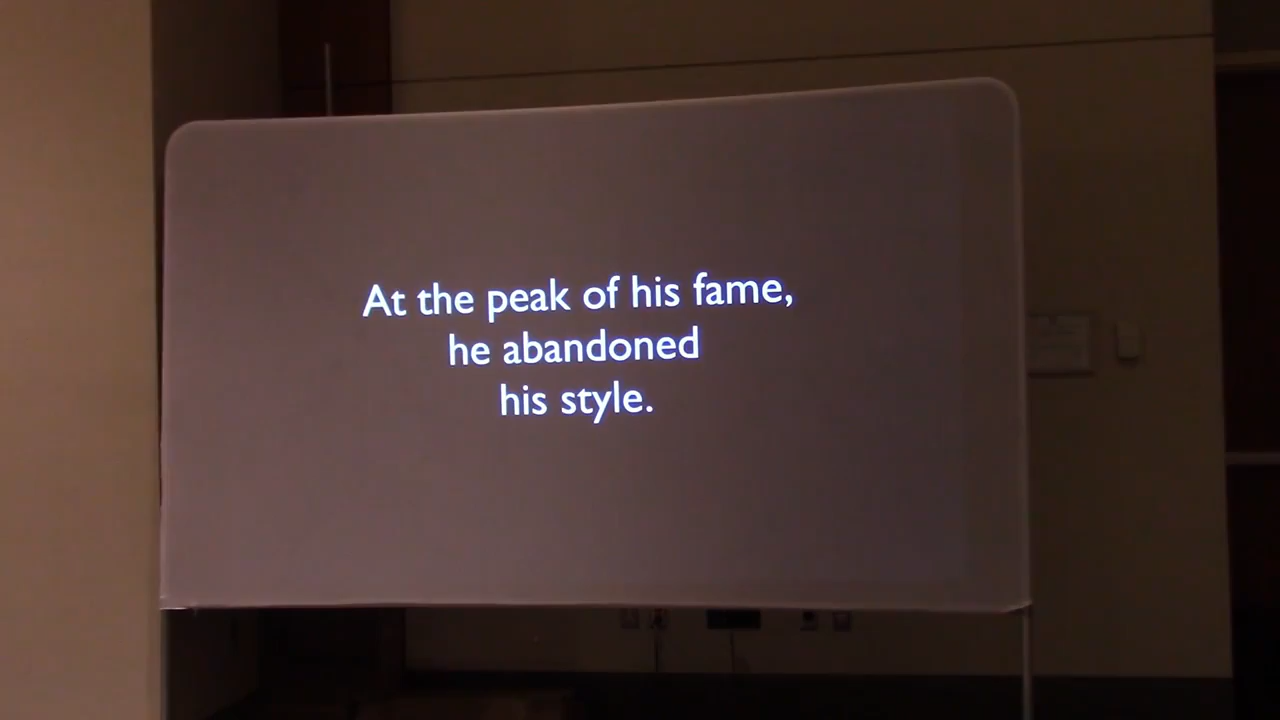 At the peak of his fame,
he abandoned
his style.